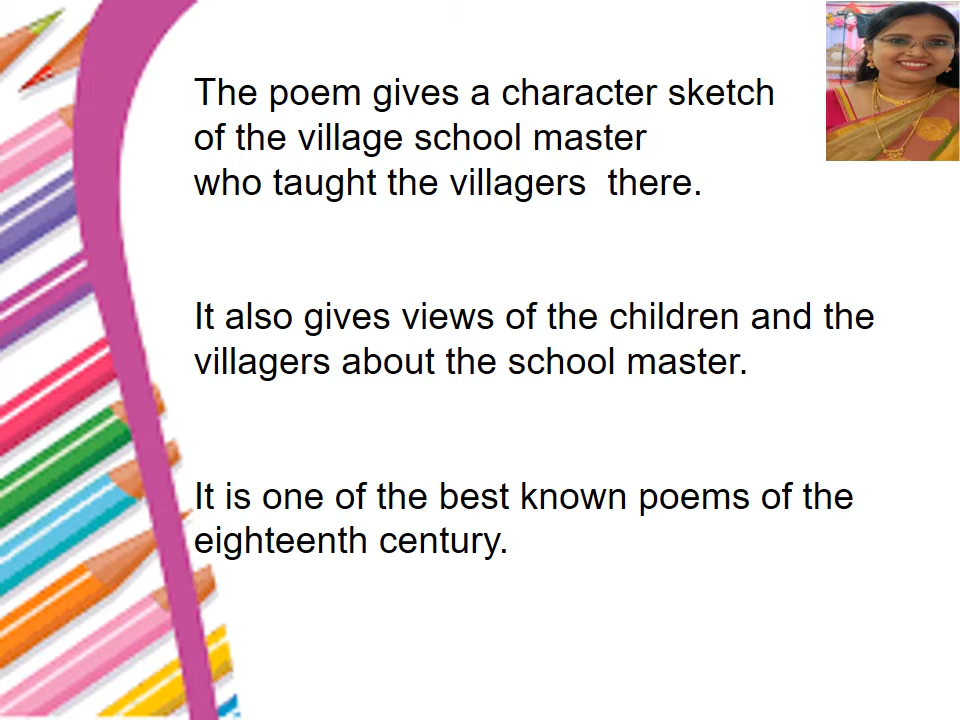 The poem gives a character sketch
of the village school master
who taught the villagers  there.
It also gives views of the children and the
villagers about the school master.
It is one of the best known poems of the
eighteenth century.